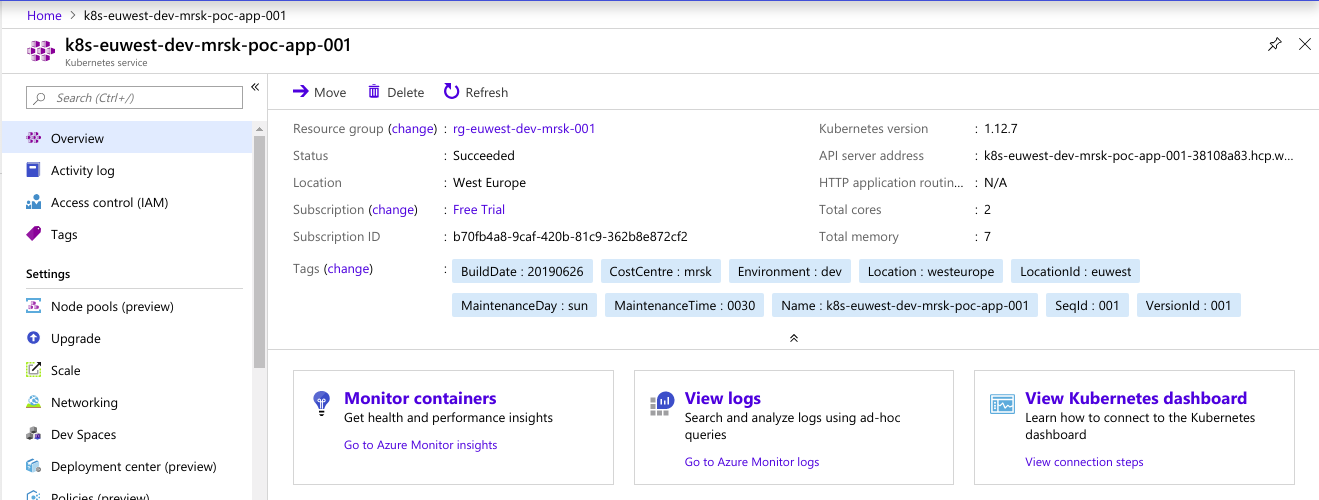 Home > k8s-euwest-dev-mrsk-poc-app-001
k8s-euwest-dev-mrsk-poc-app-001
Kubernetes service
Search (Ctrl+/)
«
Overview
Activity log
Access control (IAM)
Tags
Settings
Node pools (preview)
Upgrade
Scale
Networking
Dev Spaces
Deployment center (preview)
Policies (preview)
Move Delete Refresh
Resource group (change) : rg-euwest-dev-mrsk-001
Status : Succeeded
Location : West Europe
Subscription (change) : Free Trial
Subscription ID : b70fb4a8-9caf-420b-81c9-362b8e872cf2
Kubernetes version : 1.12.7
API server address : k8s-euwest-dev-mrsk-poc-app-001-38108a83.hcp.w...
HTTP application routin... : N/A
Total cores : 2
Total memory : 7
Tags (change) : BuildDate : 20190626 CostCentre : mrsk Environment : dev Location : westeurope LocationId : euwest
MaintenanceDay : sun MaintenanceTime : 0030 Name : k8s-euwest-dev-mrsk-poc-app-001 SeqId : 001 VersionId : 001
Monitor containers
Get health and performance insights
Go to Azure Monitor insights
View logs
Search and analyze logs using ad-hoc
queries
Go to Azure Monitor logs
View Kubernetes dashboard
Learn how to connect to the Kubernetes
dashboard
View connection steps